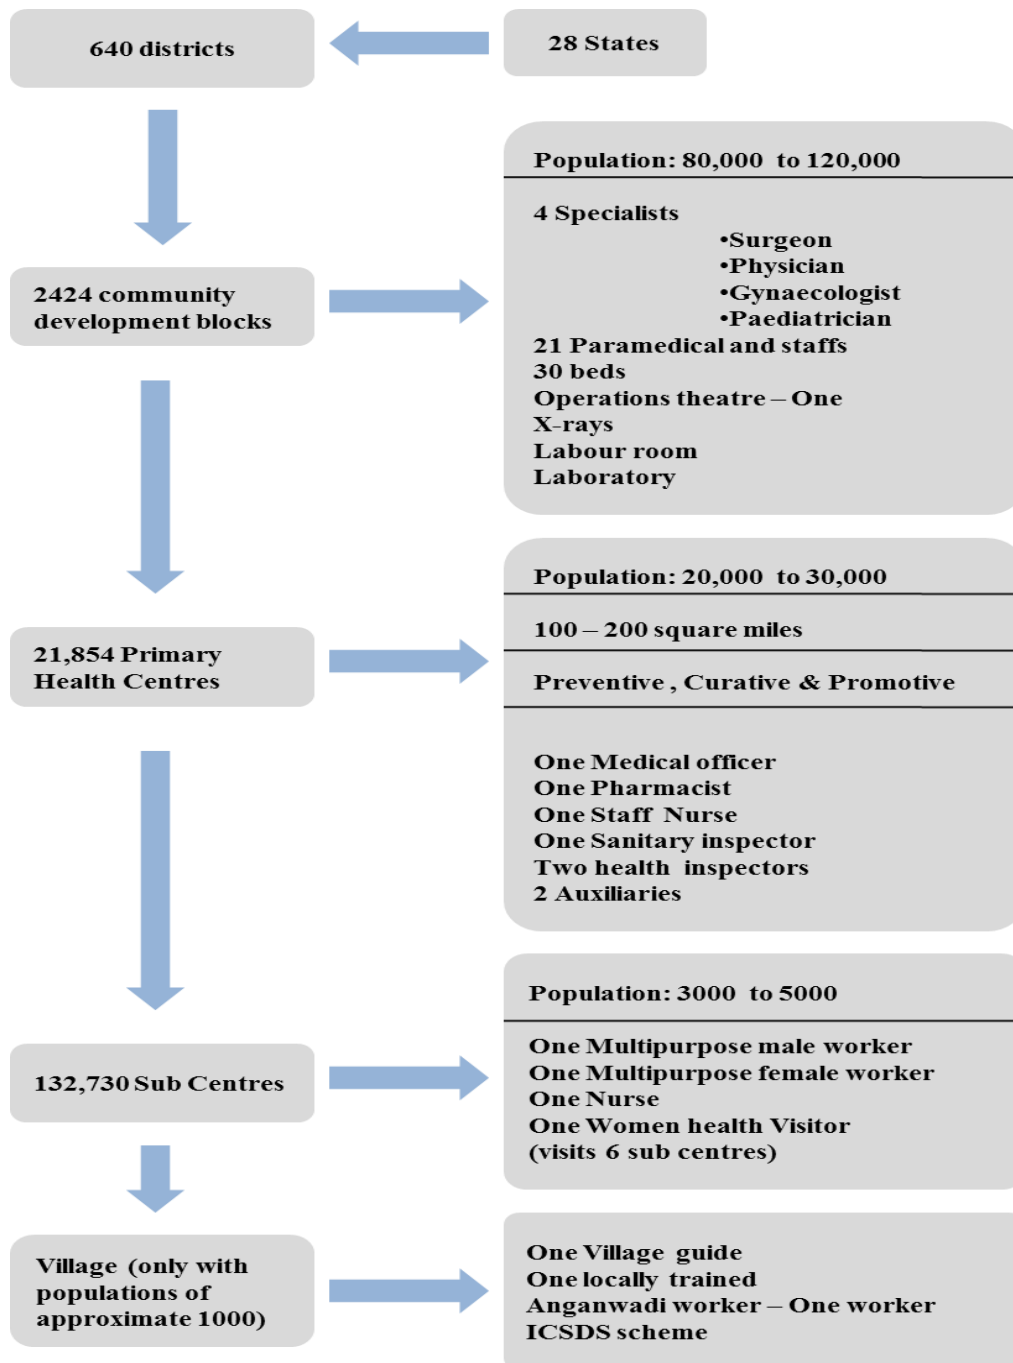 28 States
640 districts
2424 community
development blocks
Population: 80,000 to 120,000
4 Specialists
•Surgeon
•Physician
•Gynaecologist
•Paediatrician
21 Paramedical and staffs
30 beds
Operations theatre – One
X-rays
Labour room
Laboratory
21,854 Primary
Health Centres
Population: 20,000 to 30,000
100 – 200 square miles
Preventive , Curative & Promotive
One Medical officer
One Pharmacist
One Staff Nurse
One Sanitary inspector
Two health inspectors
2 Auxiliaries
132,730 Sub Centres
Population: 3000 to 5000
One Multipurpose male worker
One Multipurpose female worker
One Nurse
One Women health Visitor
(visits 6 sub centres)
Village (only with
populations of
approximate 1000)
One Village guide
One locally trained
Anganwadi worker – One worker
ICSDS scheme